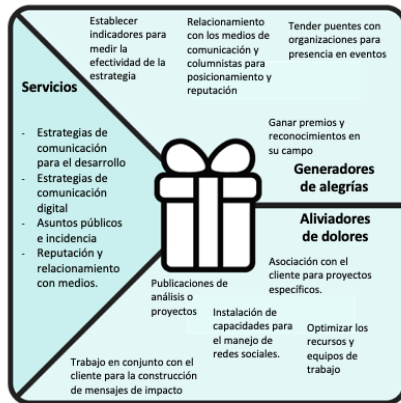 Establecer
indicadores para
medir la
efectividad de la
estrategia
Relacionamiento
con los medios de
comunicación y
columnistas para
posicionamiento y
reputación
Tender puentes con
organizaciones para
presencia en eventos
Servicios
- Estrategias de
comunicación
para el desarrollo
- Estrategias de
comunicación
digital
- Asuntos públicos
e incidencia
- Reputación y
relacionamiento
con medios.
Ganar premios y
reconocimientos en
su campo
Generadores
de alegrías
Aliviadores
de dolores
Asociación con el
cliente para proyectos
específicos.
Publicaciones de
análisis o
proyectos
Instalación de
capacidades para
el manejo de
redes sociales.
Optimizar los
recursos y
equipos de
trabajo
Trabajo en conjunto con el
cliente para la construcción
de mensajes de impacto